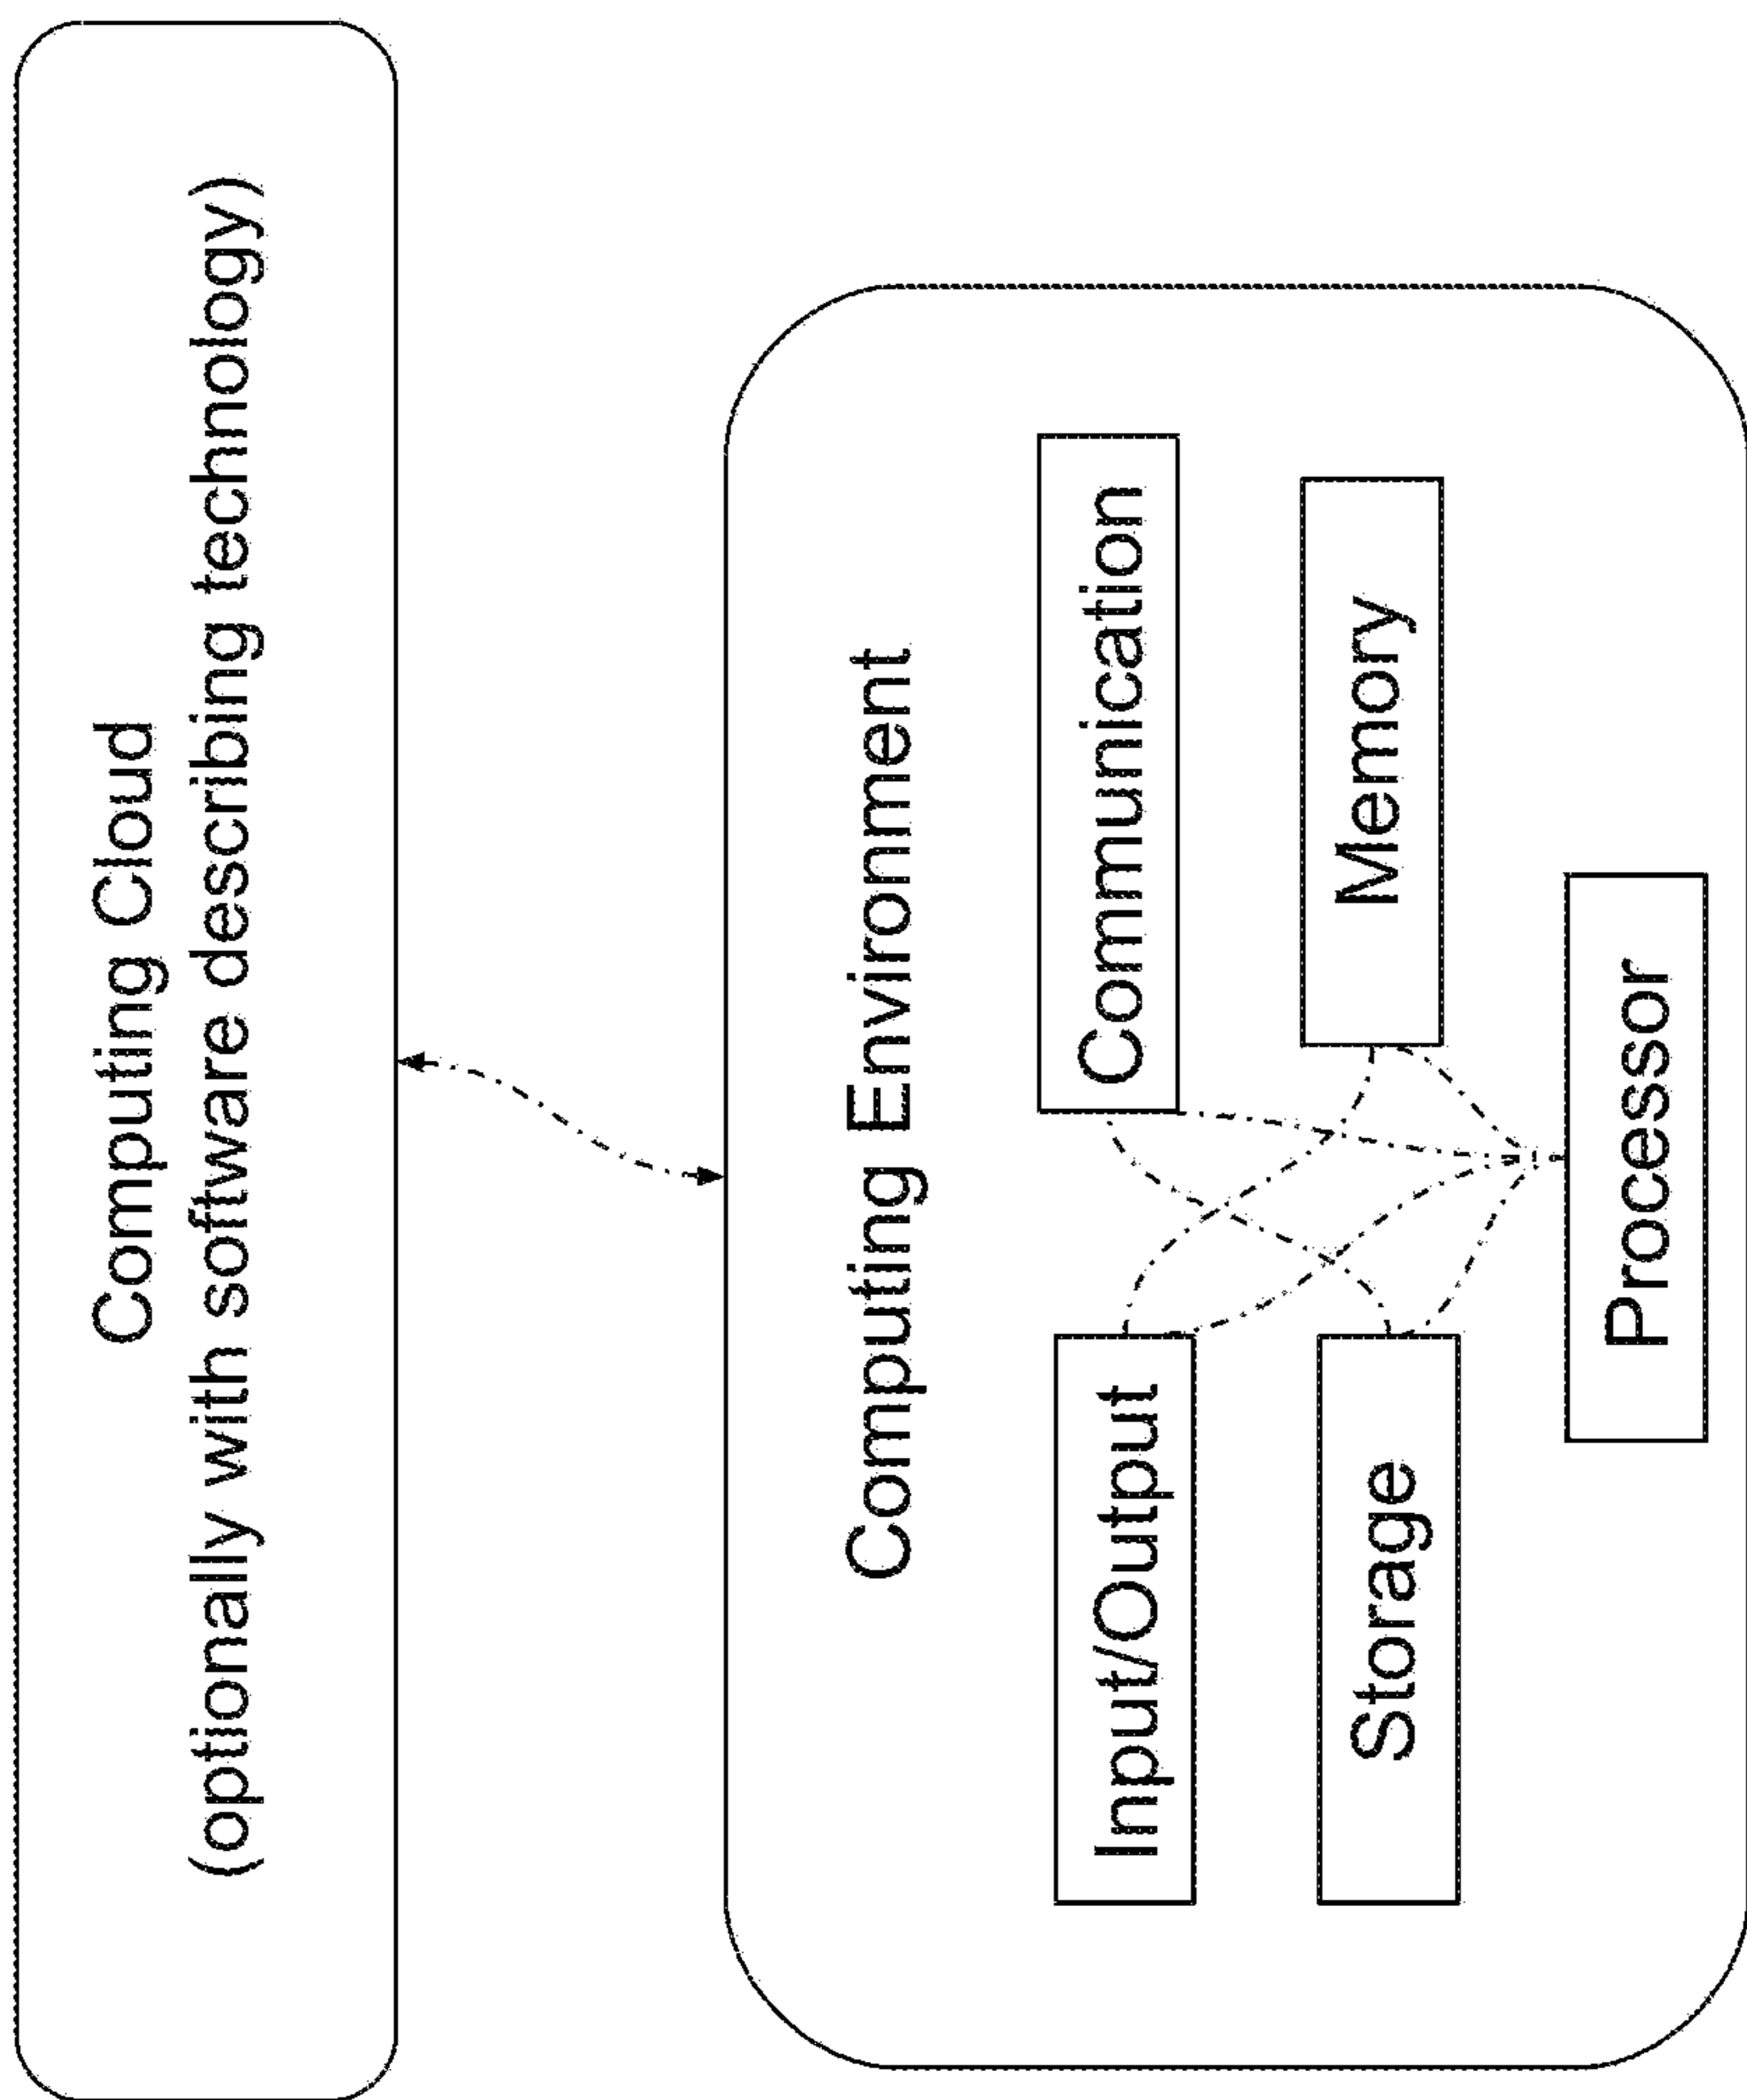 Computing Cloud
(optionally with software describing technology)
Computing Environment
Input/Output
Communication
Storage
Memory
Processor